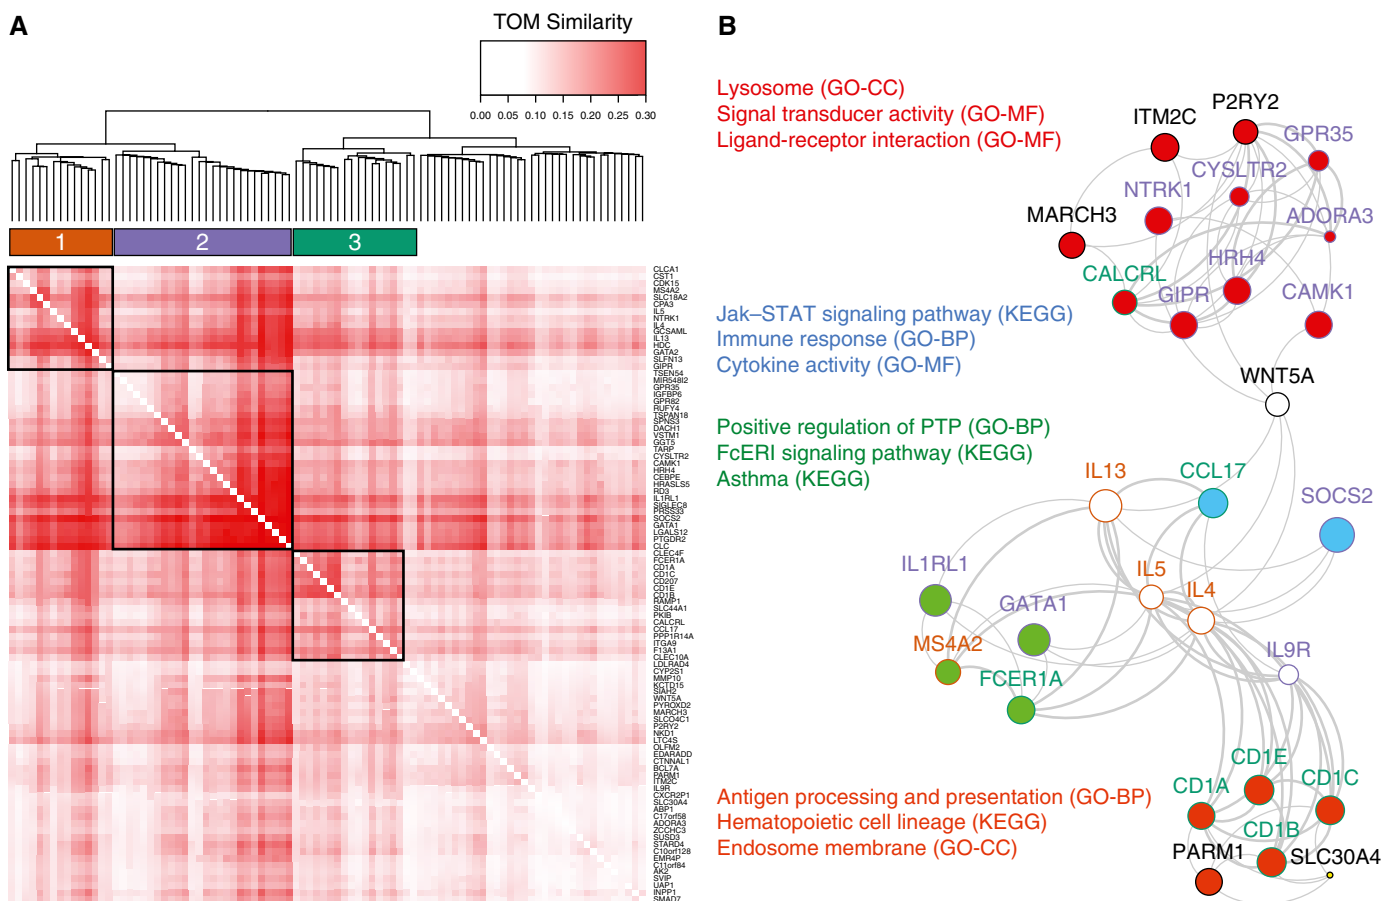 A
TOM Similarity
0.00 0.05 0.10 0.15 0.20 0.25 0.30
1 2 3
CLCA1
CST1
CDK15
MS4A2
SLC18A2
CPA3
IL5
NTRK1
IL4
GCSAML
IL13
HDC
GATA2
SLFN13
GIPR
TSEN54
MIR548I2
GPR35
IGFBP6
GPR82
RUFY4
TSPAN18
SPNS3
DACH1
VSTM1
GGT5
TARP
CYSLTR2
CAMK1
HRH4
CEBPE
HRASLS5
RD3
IL1RL1
SIGLEC8
PRSS33
SOCS2
GATA1
LGALS12
PTGDR2
CLC
CLEC4F
FCER1A
CD1A
CD1C
CD207
CD1E
CD1B
RAMP1
SLC44A1
PKIB
CALCRL
CCL17
PPP1R14A
ITGA9
F13A1
CLEC10A
LDLRAD4
CYP2S1
MMP10
KCTD15
SIAH2
WNT5A
PYROXD2
MARCH3
SLCO4C1
P2RY2
NKD1
LTC4S
OLFM2
EDARADD
CTNNAL1
BCL7A
PARM1
ITM2C
IL9R
CXCR2P1
SLC30A4
ABP1
C17orf58
ADORA3
ZCCHC3
SUSD3
STARD4
C10orf128
EMR4P
C11orf84
AK2
SVIP
UAP1
INPP1
SMAD7
B
Lysosome (GO-CC)
Signal transducer activity (GO-MF)
Ligand-receptor interaction (GO-MF)
P2RY2
ITM2C
GPR35
CYSLTR2
NTRK1
MARCH3
ADORA3
HRH4
CALCRL
GIPR
CAMK1
Jak–STAT signaling pathway (KEGG)
Immune response (GO-BP)
Cytokine activity (GO-MF)
WNT5A
Positive regulation of PTP (GO-BP)
FcERI signaling pathway (KEGG)
Asthma (KEGG)
IL13
CCL17
SOCS2
IL1RL1
IL5
IL4
GATA1
MS4A2
IL9R
FCER1A
CD1E
CD1A
CD1C
CD1B
PARM1
SLC30A4
Antigen processing and presentation (GO-BP)
Hematopoietic cell lineage (KEGG)
Endosome membrane (GO-CC)